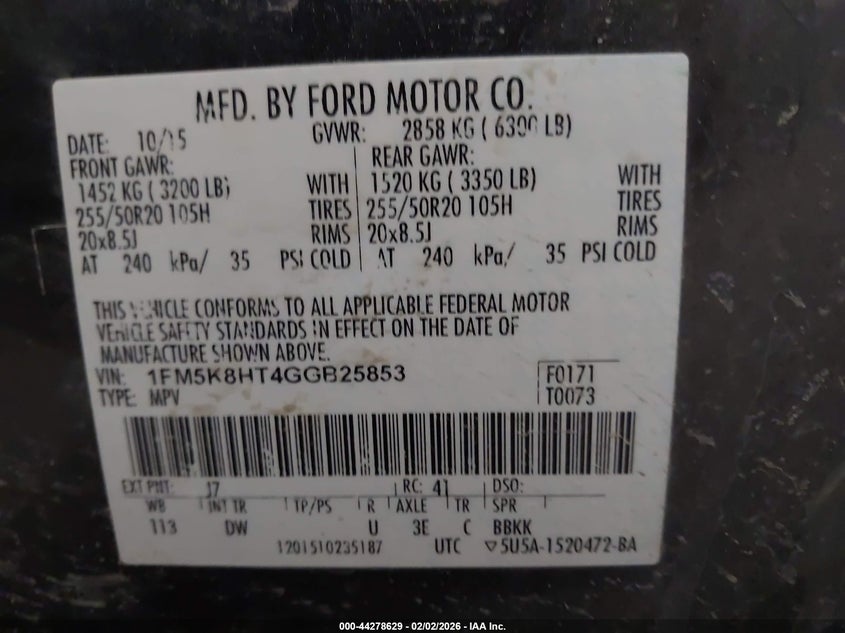 MFD. BY FORD MOTOR CO.
DATE: 10/15 GVWR: 2858 KG ( 6300 LB)
FRONT GAWR: REAR GAWR:
1452 KG ( 3200 LB) WITH 1520 KG ( 3350 LB) WITH
255/50R20 105H TIRES 255/50R20 105H TIRES
20x8.5J RIMS 20x8.5J RIMS
AT 240 kPa/ 35 PSI COLD AT 240 kPa/ 35 PSI COLD
THIS VEHICLE CONFORMS TO ALL APPLICABLE FEDERAL MOTOR
VEHICLE SAFETY STANDARDS IN EFFECT ON THE DATE OF
MANUFACTURE SHOWN ABOVE.
VIN: 1FM5K8HT4GGB25853 F0171
TYPE: MPV T0073
EXT PNT: J7 RC: 41 DSO:
WB INT TR TP/PS R AXLE TR SPR
113 DW U 3E C BBKK
1201510235187 UTC ▽5U5A-1520472-BA
000-44278629 - 02/02/2026 - IAA Inc.